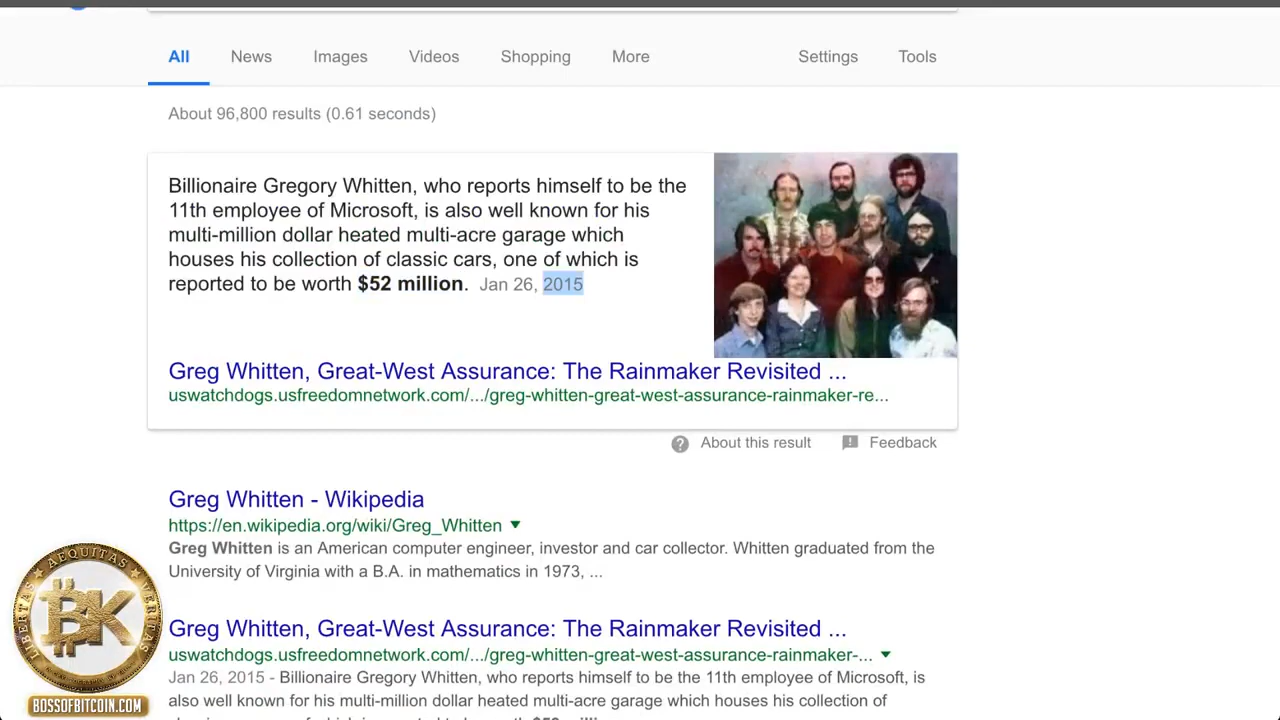 All News Images Videos Shopping More Settings Tools
About 96,800 results (0.61 seconds)
Billionaire Gregory Whitten, who reports himself to be the
11th employee of Microsoft, is also well known for his
multi-million dollar heated multi-acre garage which
houses his collection of classic cars, one of which is
reported to be worth $52 million. Jan 26, 2015
Greg Whitten, Great-West Assurance: The Rainmaker Revisited ...
uswatchdogs.usfreedomnetwork.com/.../greg-whitten-great-west-assurance-rainmaker-re...
About this result Feedback
Greg Whitten - Wikipedia
https://en.wikipedia.org/wiki/Greg_Whitten
Greg Whitten is an American computer engineer, investor and car collector. Whitten graduated from the
University of Virginia with a B.A. in mathematics in 1973, ...
Greg Whitten, Great-West Assurance: The Rainmaker Revisited ...
uswatchdogs.usfreedomnetwork.com/.../greg-whitten-great-west-assurance-rainmaker-...
Jan 26, 2015 - Billionaire Gregory Whitten, who reports himself to be the 11th employee of Microsoft, is
also well known for his multi-million dollar heated multi-acre garage which houses his collection of
LIBERTAS AEQUITAS VERITAS
BK
BOSSOFBITCOIN.COM